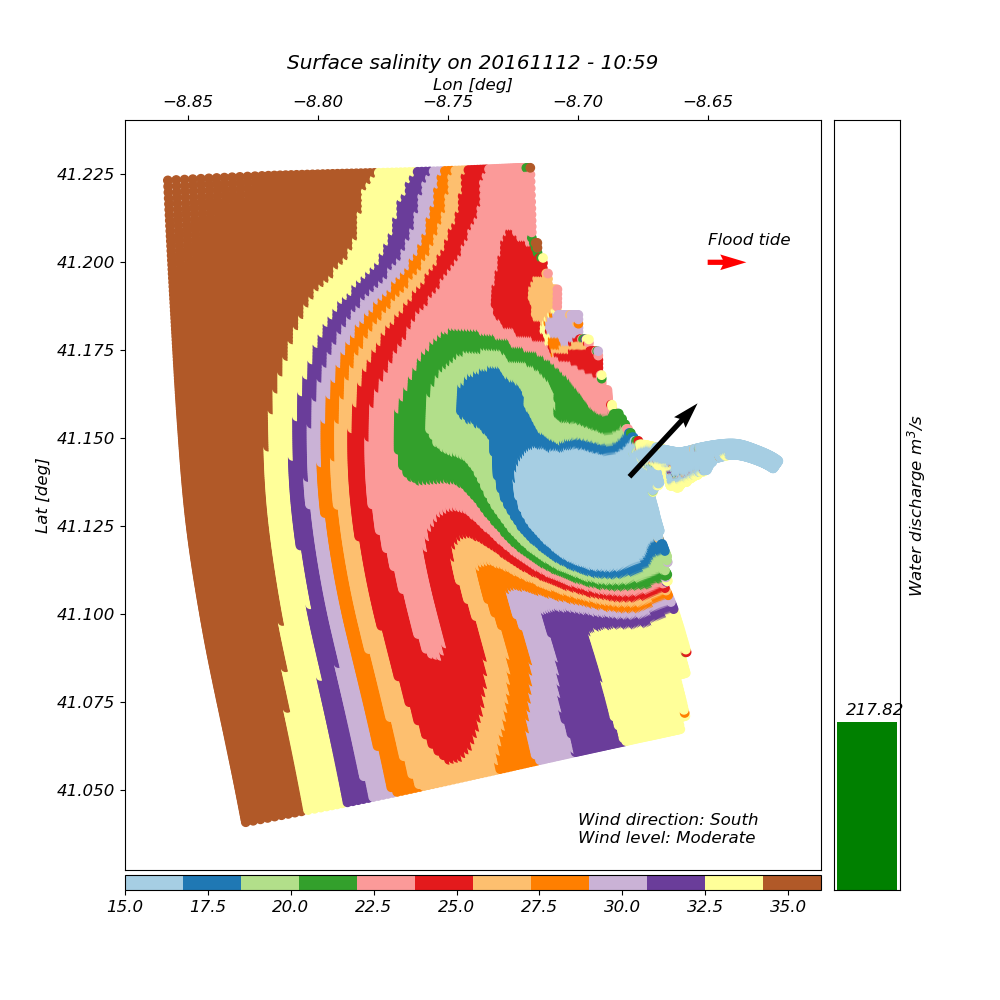 Surface salinity on 20161112 - 10:59
Lon [deg]
−8.85 −8.80 −8.75 −8.70 −8.65
41.225
41.200
41.175
41.150
41.125
41.100
41.075
41.050
Lat [deg]
Flood tide
Wind direction: South
Wind level: Moderate
15.0 17.5 20.0 22.5 25.0 27.5 30.0 32.5 35.0
217.82
Water discharge m³/s